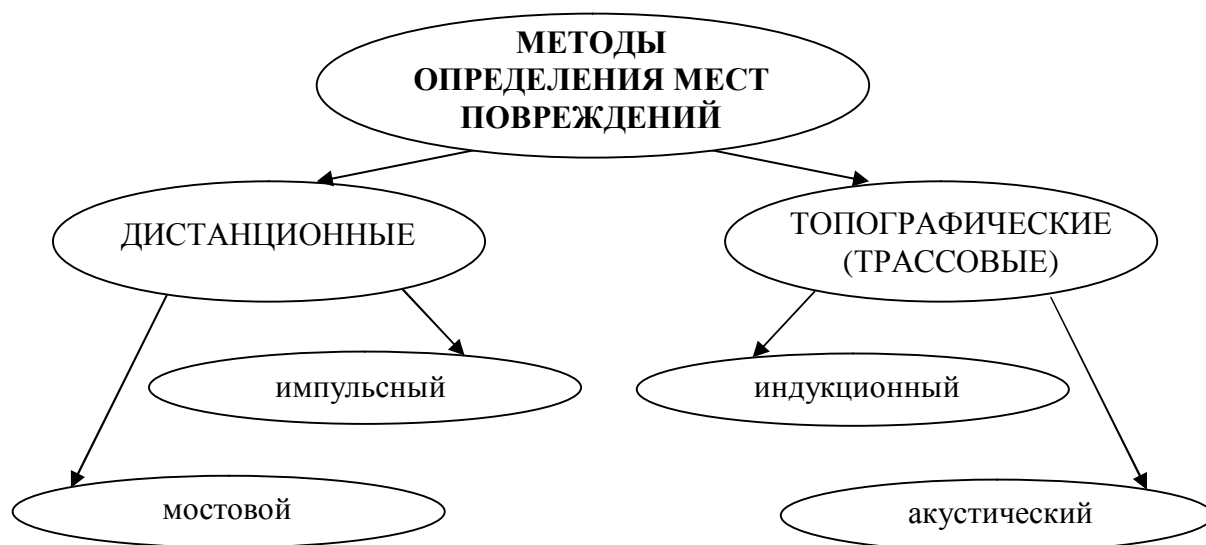 МЕТОДЫ
ОПРЕДЕЛЕНИЯ МЕСТ
ПОВРЕЖДЕНИЙ
ДИСТАНЦИОННЫЕ
ТОПОГРАФИЧЕСКИЕ
(ТРАССОВЫЕ)
импульсный
индукционный
мостовой
акустический